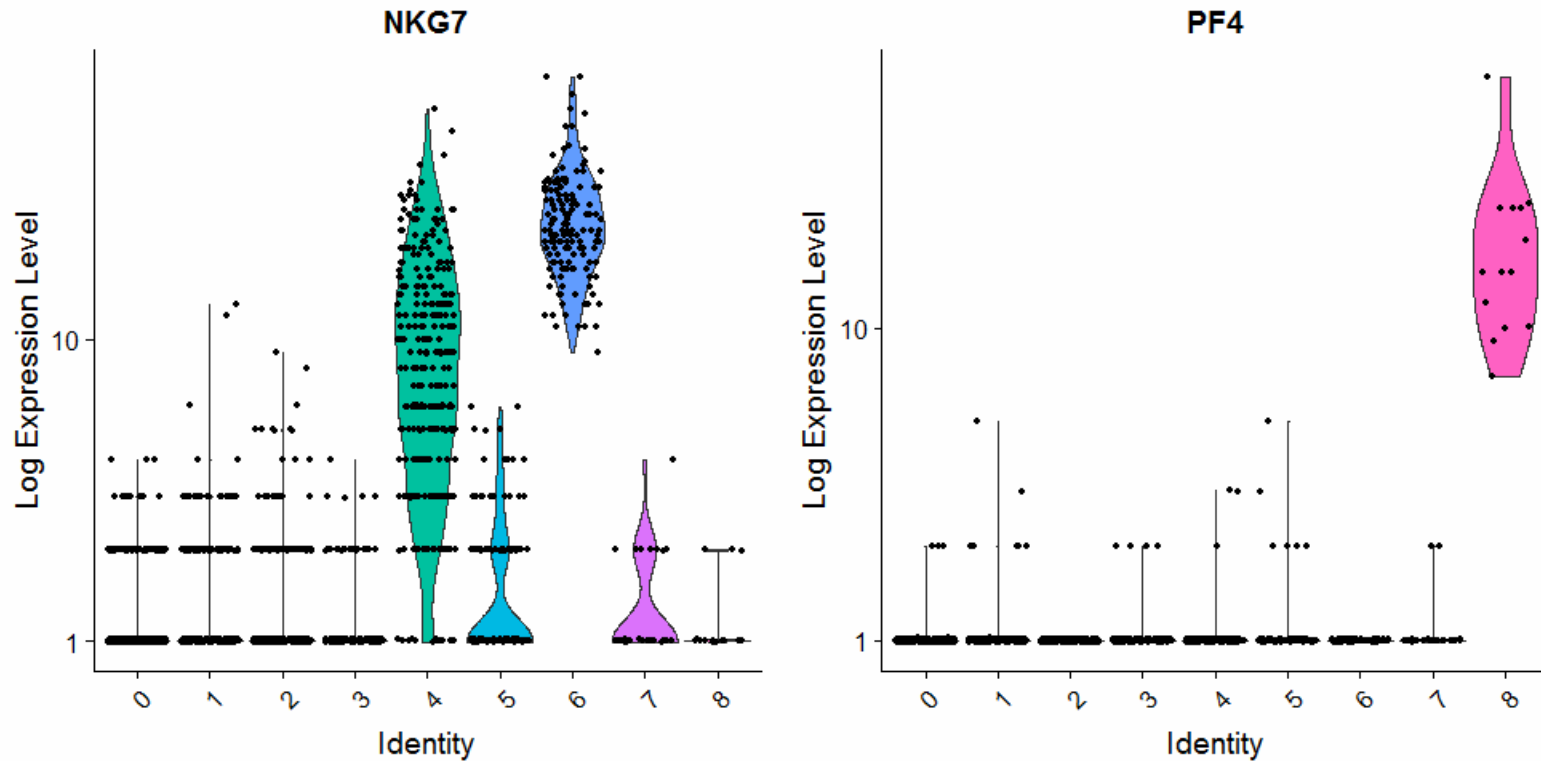 NKG7
Log Expression Level
10
1
0 1 2 3 4 5 6 7 8
Identity
PF4
Log Expression Level
10
1
0 1 2 3 4 5 6 7 8
Identity